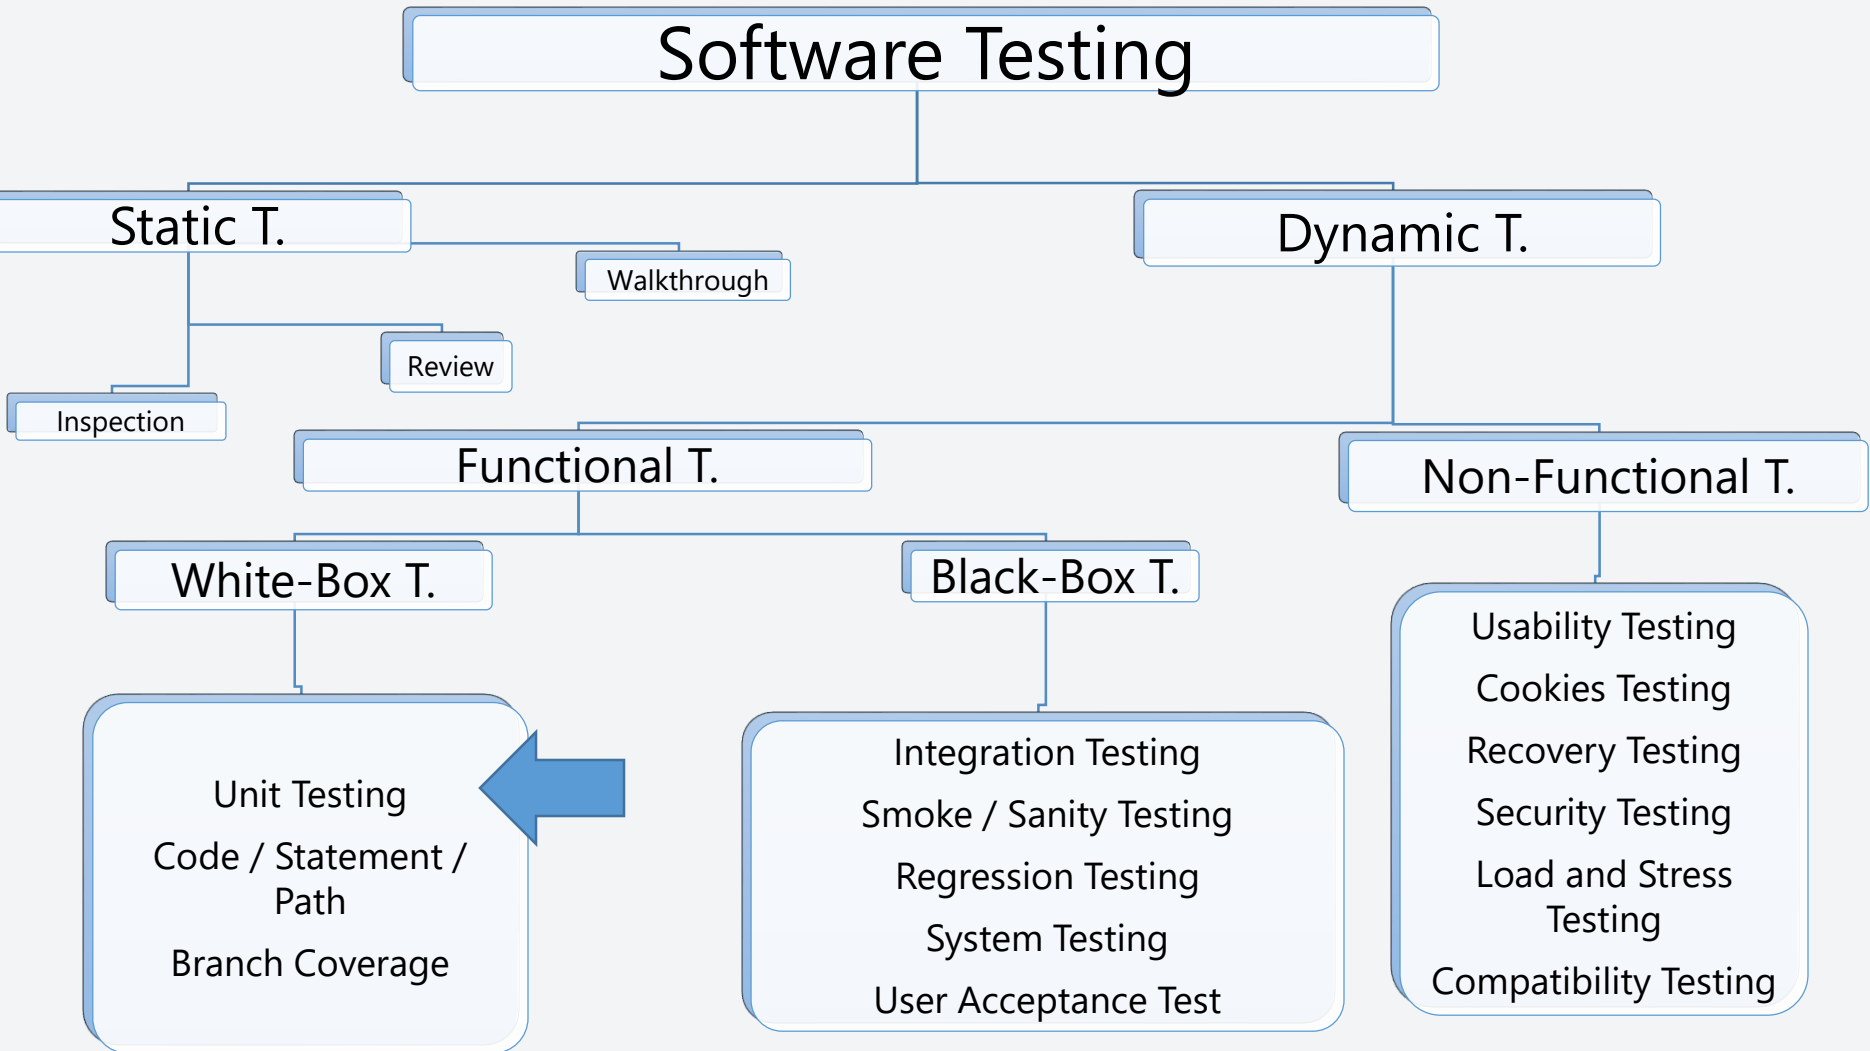 Software Testing
Static T.
Dynamic T.
Walkthrough
Review
Inspection
Functional T.
Non-Functional T.
White-Box T.
Black-Box T.
Unit Testing
Code / Statement /
Path
Branch Coverage
Integration Testing
Smoke / Sanity Testing
Regression Testing
System Testing
User Acceptance Test
Usability Testing
Cookies Testing
Recovery Testing
Security Testing
Load and Stress
Testing
Compatibility Testing